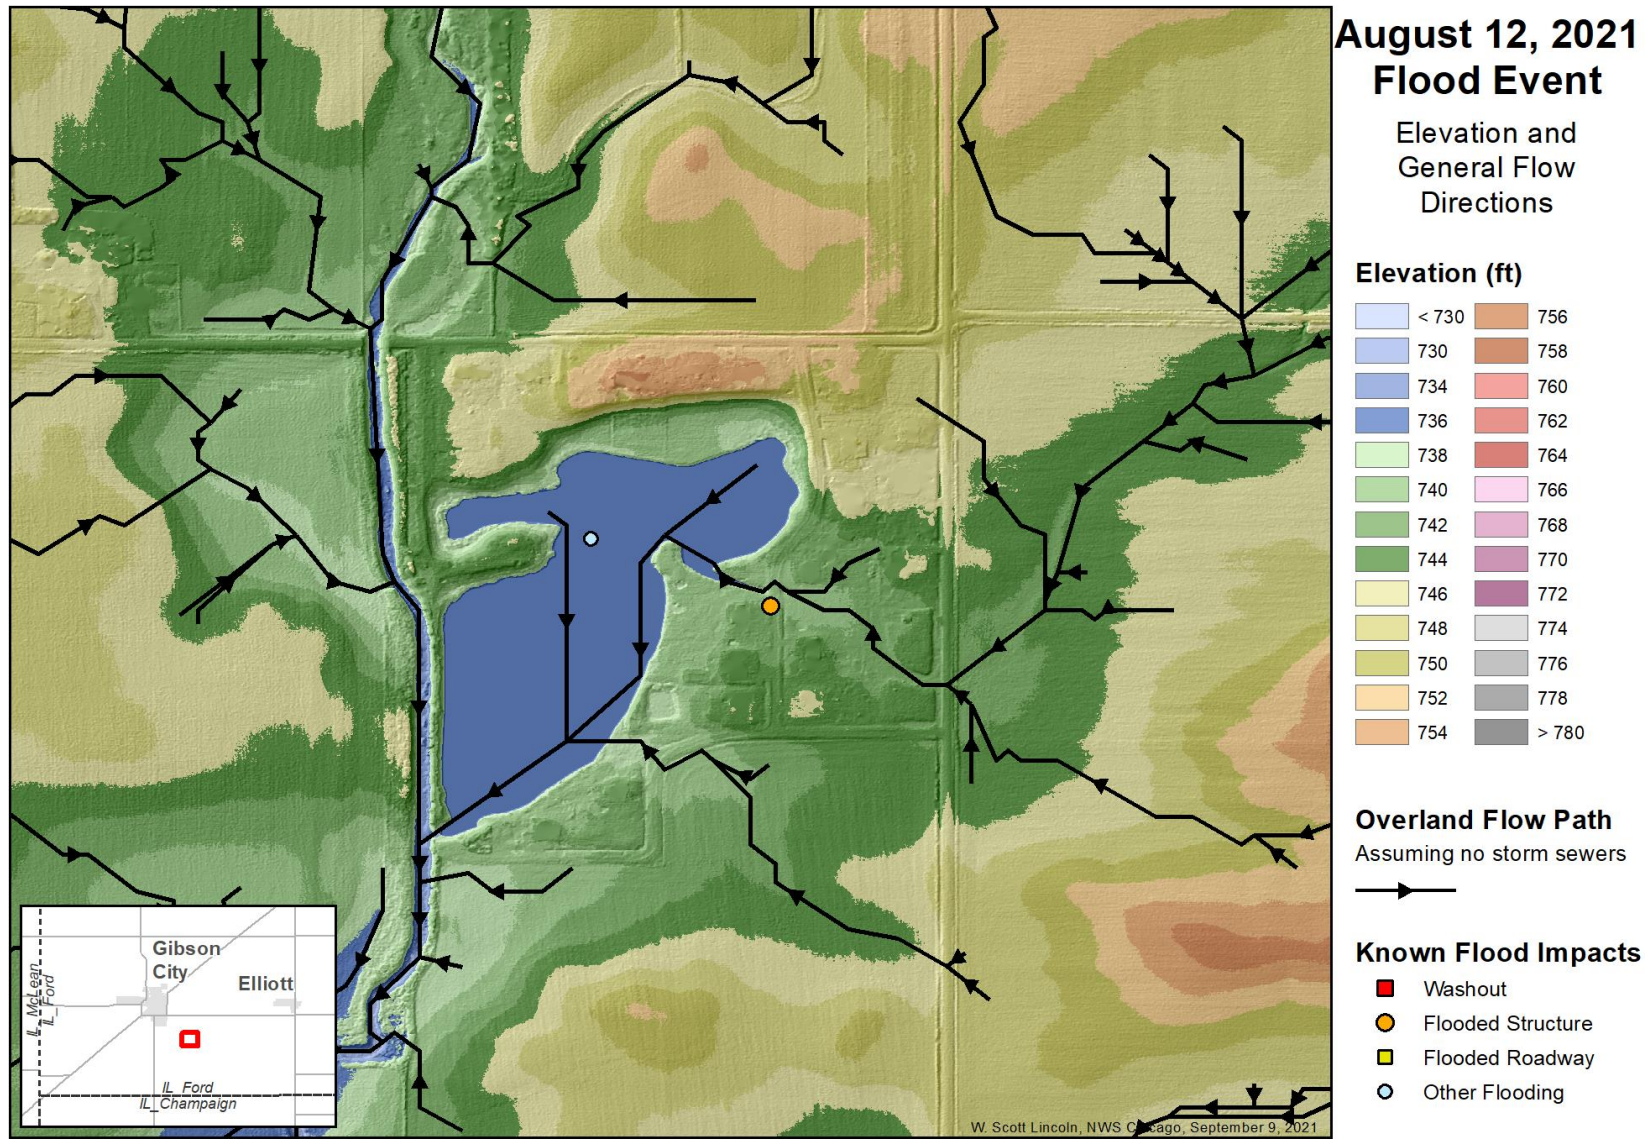 August 12, 2021
Flood Event
Elevation and
General Flow
Directions
Elevation (ft)
< 730
730
734
736
738
740
742
744
746
748
750
752
754
756
758
760
762
764
766
768
770
772
774
776
778
> 780
Overland Flow Path
Assuming no storm sewers
Known Flood Impacts
Washout
Flooded Structure
Flooded Roadway
Other Flooding
Gibson
City
Elliott
IL_McLean
IL_Ford
IL_Ford
IL_Champaign
W. Scott Lincoln, NWS Chicago, September 9, 2021